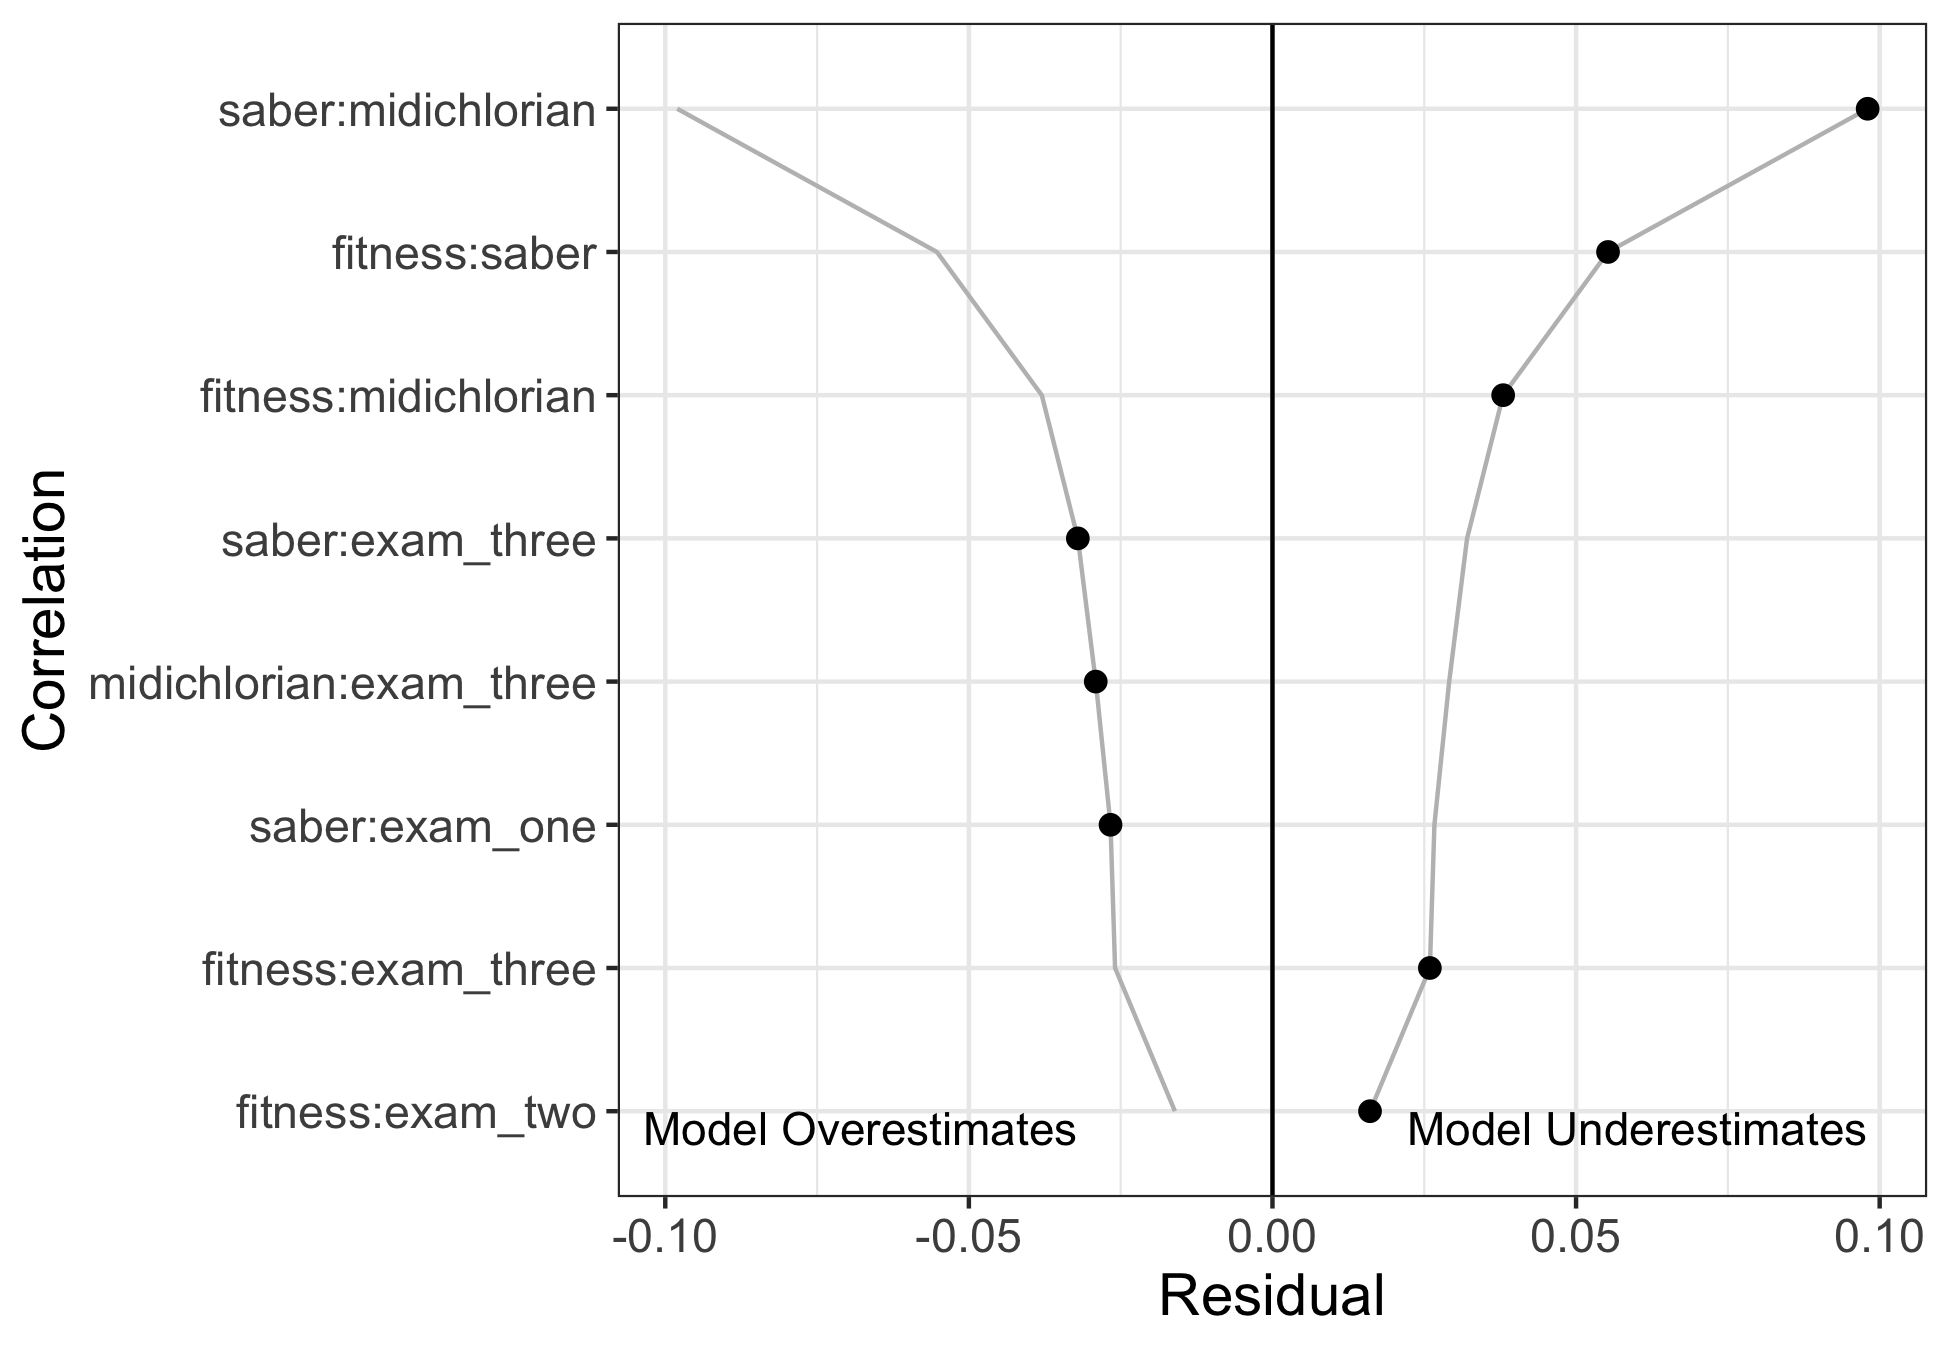 saber:midichlorian
fitness:saber
fitness:midichlorian
saber:exam_three
midichlorian:exam_three
saber:exam_one
fitness:exam_three
fitness:exam_two
Correlation
Model Overestimates
Model Underestimates
-0.10
-0.05
0.00
0.05
0.10
Residual